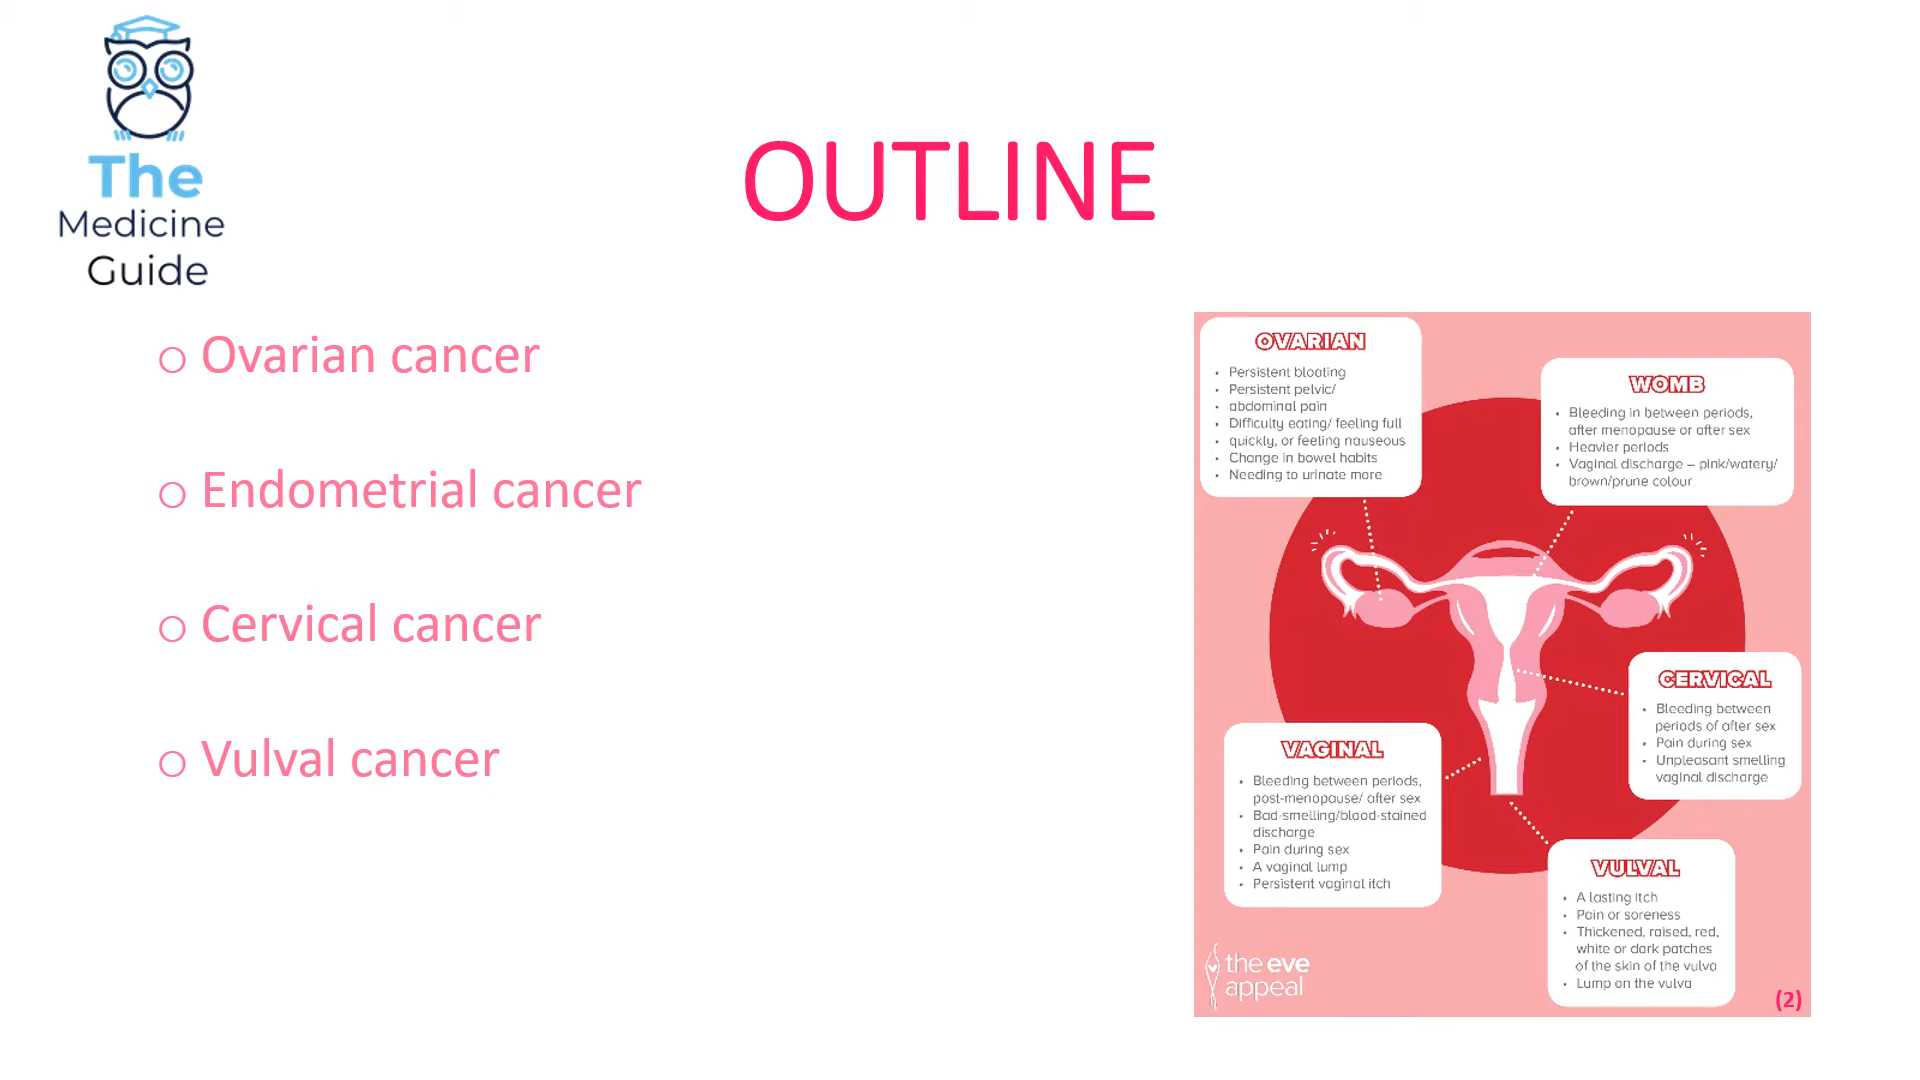 The
Medicine
Guide
OUTLINE
o Ovarian cancer
o Endometrial cancer
o Cervical cancer
o Vulval cancer
OVARIAN
• Persistent bloating
• Persistent pelvic/
• abdominal pain
• Difficulty eating/ feeling full
• quickly, or feeling nauseous
• Change in bowel habits
• Needing to urinate more
WOMB
• Bleeding in between periods,
after menopause or after sex
• Heavier periods
• Vaginal discharge – pink/watery/
brown/prune colour
CERVICAL
• Bleeding between
periods of after sex
• Pain during sex
• Unpleasant smelling
vaginal discharge
VAGINAL
• Bleeding between periods,
post-menopause/ after sex
• Bad-smelling/blood-stained
discharge
• Pain during sex
• A vaginal lump
• Persistent vaginal itch
VULVAL
• A lasting itch
• Pain or soreness
• Thickened, raised, red,
white or dark patches
of the skin of the vulva
• Lump on the vulva
the eve
appeal
(2)